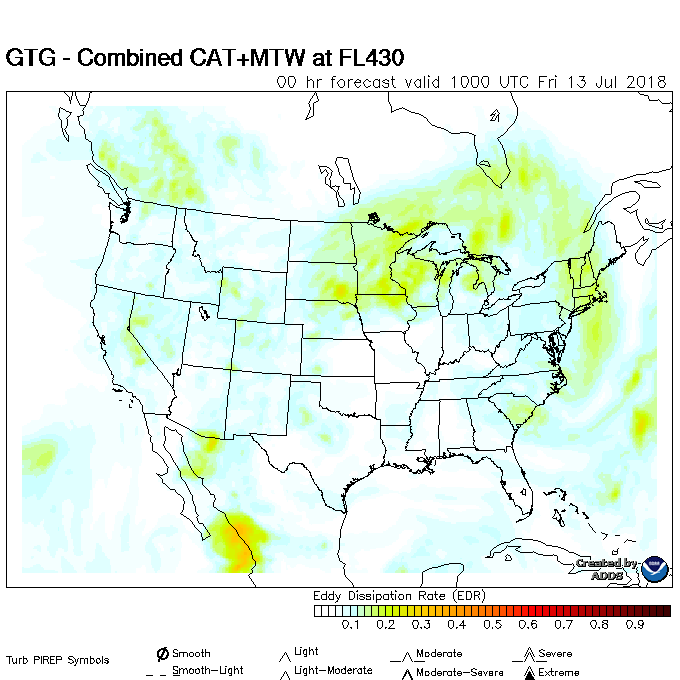 GTG - Combined CAT+MTW at FL430
00 hr forecast valid 1000 UTC Fri 13 Jul 2018
Created by
ADDS
NOAA
Eddy Dissipation Rate (EDR)
0.1 0.2 0.3 0.4 0.5 0.6 0.7 0.8 0.9
Turb PIREP Symbols
Smooth
Light
Moderate
Severe
Smooth-Light
Light-Moderate
Moderate-Severe
Extreme